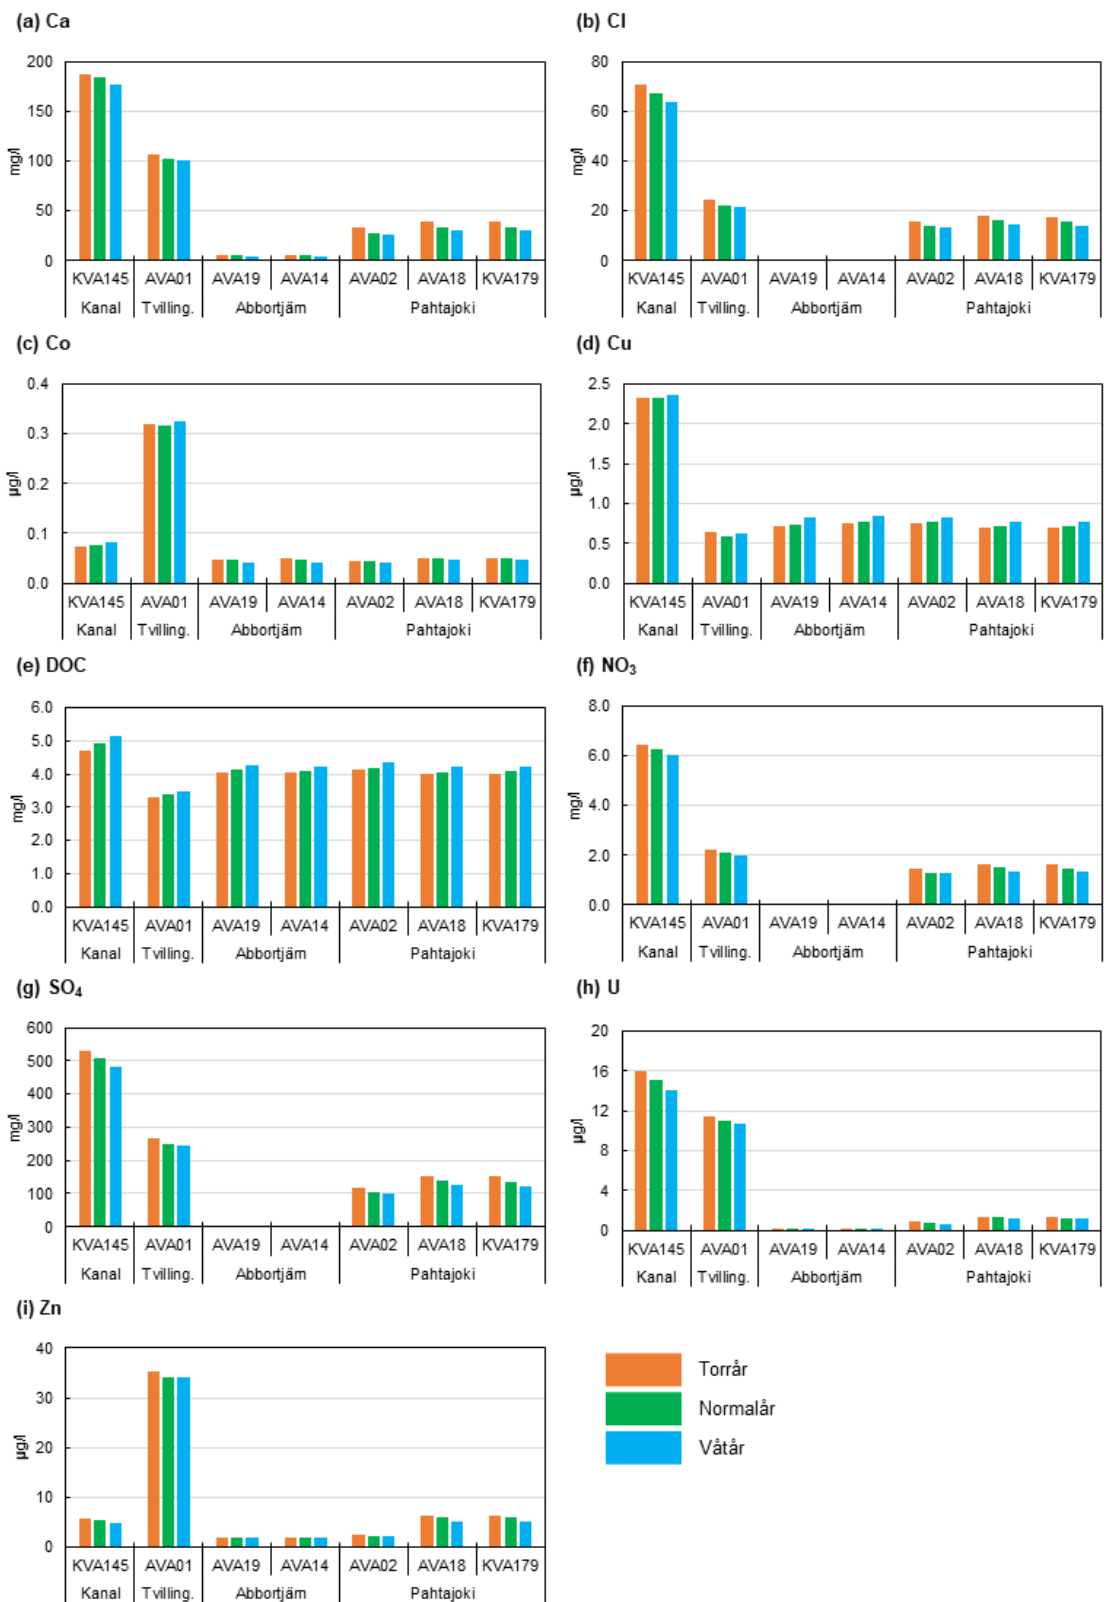 (a) Ca
200
150
100
50
0
mg/l
KVA145 AVA01 AVA19 AVA14 AVA02 AVA18 KVA179
Kanal Tvilling. Abbortjärn Pahtajoki
(b) Cl
80
60
40
20
0
mg/l
KVA145 AVA01 AVA19 AVA14 AVA02 AVA18 KVA179
Kanal Tvilling. Abbortjärn Pahtajoki
(c) Co
0.4
0.3
0.2
0.1
0.0
µg/l
KVA145 AVA01 AVA19 AVA14 AVA02 AVA18 KVA179
Kanal Tvilling. Abbortjärn Pahtajoki
(d) Cu
2.5
2.0
1.5
1.0
0.5
0.0
µg/l
KVA145 AVA01 AVA19 AVA14 AVA02 AVA18 KVA179
Kanal Tvilling. Abbortjärn Pahtajoki
(e) DOC
6.0
5.0
4.0
3.0
2.0
1.0
0.0
mg/l
KVA145 AVA01 AVA19 AVA14 AVA02 AVA18 KVA179
Kanal Tvilling. Abbortjärn Pahtajoki
(f) NO₃
8.0
6.0
4.0
2.0
0.0
mg/l
KVA145 AVA01 AVA19 AVA14 AVA02 AVA18 KVA179
Kanal Tvilling. Abbortjärn Pahtajoki
(g) SO₄
600
500
400
300
200
100
0
mg/l
KVA145 AVA01 AVA19 AVA14 AVA02 AVA18 KVA179
Kanal Tvilling. Abbortjärn Pahtajoki
(h) U
20
16
12
8
4
0
µg/l
KVA145 AVA01 AVA19 AVA14 AVA02 AVA18 KVA179
Kanal Tvilling. Abbortjärn Pahtajoki
(i) Zn
40
30
20
10
0
µg/l
KVA145 AVA01 AVA19 AVA14 AVA02 AVA18 KVA179
Kanal Tvilling. Abbortjärn Pahtajoki
Torrår
Normalår
Våtår